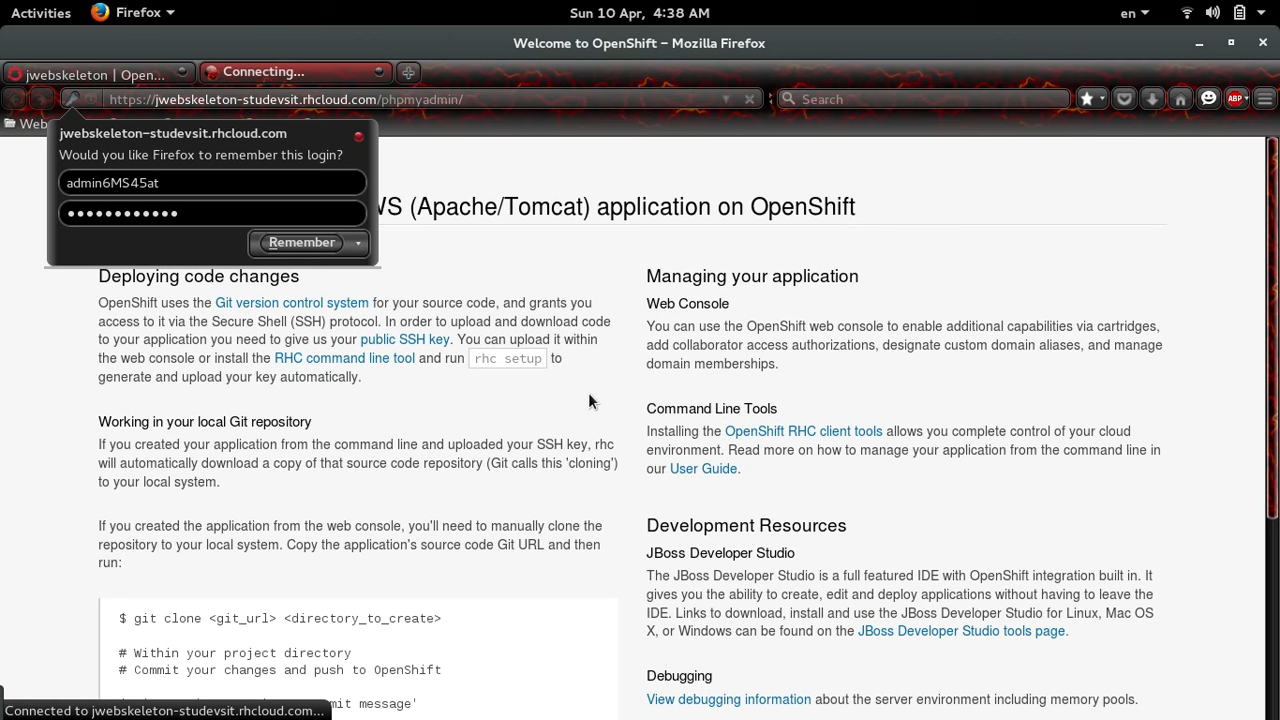 Activities Firefox Sun 10 Apr, 4:38 AM en
Welcome to OpenShift – Mozilla Firefox
jwebskeleton | Open... Connecting...
https://jwebskeleton-studevsit.rhcloud.com/phpmyadmin/ Search ABP
Web
jwebskeleton-studevsit.rhcloud.com
Would you like Firefox to remember this login?
admin6MS45at
●●●●●●●●●●●●
Remember
WS (Apache/Tomcat) application on OpenShift
Deploying code changes
OpenShift uses the Git version control system for your source code, and grants you
access to it via the Secure Shell (SSH) protocol. In order to upload and download code
to your application you need to give us your public SSH key. You can upload it within
the web console or install the RHC command line tool and run rhc setup to
generate and upload your key automatically.
Working in your local Git repository
If you created your application from the command line and uploaded your SSH key, rhc
will automatically download a copy of that source code repository (Git calls this 'cloning')
to your local system.
If you created the application from the web console, you'll need to manually clone the
repository to your local system. Copy the application's source code Git URL and then
run:
$ git clone <git_url> <directory_to_create>
# Within your project directory
# Commit your changes and push to OpenShift
mit message'
Managing your application
Web Console
You can use the OpenShift web console to enable additional capabilities via cartridges,
add collaborator access authorizations, designate custom domain aliases, and manage
domain memberships.
Command Line Tools
Installing the OpenShift RHC client tools allows you complete control of your cloud
environment. Read more on how to manage your application from the command line in
our User Guide.
Development Resources
JBoss Developer Studio
The JBoss Developer Studio is a full featured IDE with OpenShift integration built in. It
gives you the ability to create, edit and deploy applications without having to leave the
IDE. Links to download, install and use the JBoss Developer Studio for Linux, Mac OS
X, or Windows can be found on the JBoss Developer Studio tools page.
Debugging
View debugging information about the server environment including memory pools.
Connected to jwebskeleton-studevsit.rhcloud.com...